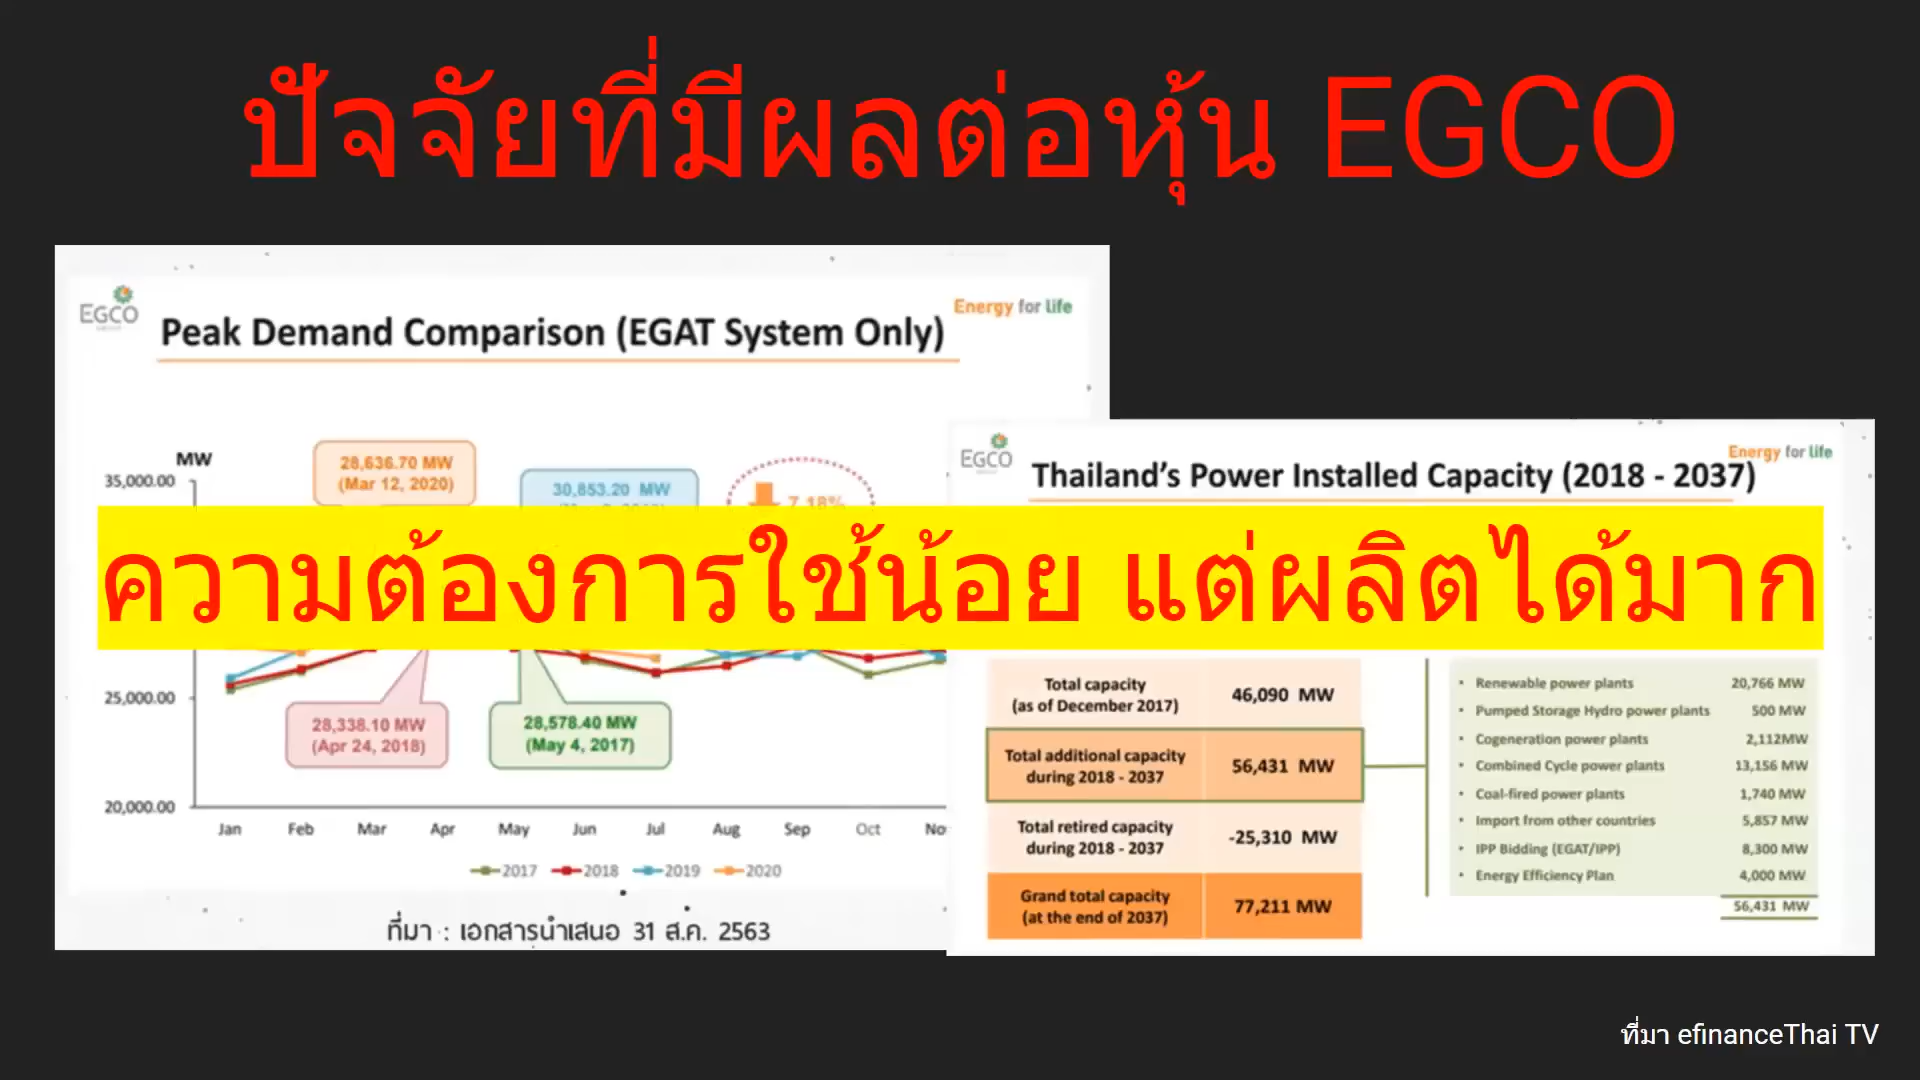 ปัจจัยที่มีผลต่อหุ้น EGCO
EGCO
Energy for life
Peak Demand Comparison (EGAT System Only)
MW
35,000.00
28,636.70 MW
(Mar 12, 2020)
30,853.20 MW
7.18%
ความต้องการใช้น้อย แต่ผลิตได้มาก
25,000.00
28,338.10 MW
(Apr 24, 2018)
28,578.40 MW
(May 4, 2017)
20,000.00
Jan Feb Mar Apr May Jun Jul Aug Sep Oct No
2017 2018 2019 2020
ที่มา : เอกสารนำเสนอ 31 ส.ค. 2563
EGCO
Energy for life
Thailand's Power Installed Capacity (2018 - 2037)
Total capacity
(as of December 2017)
46,090 MW
Total additional capacity
during 2018 - 2037
56,431 MW
Total retired capacity
during 2018 - 2037
-25,310 MW
Grand total capacity
(at the end of 2037)
77,211 MW
• Renewable power plants 20,766 MW
• Pumped Storage Hydro power plants 500 MW
• Cogeneration power plants 2,112MW
• Combined Cycle power plants 13,156 MW
• Coal-fired power plants 1,740 MW
• Import from other countries 5,857 MW
• IPP Bidding (EGAT/IPP) 8,300 MW
• Energy Efficiency Plan 4,000 MW
56,431 MW
ที่มา efinanceThai TV